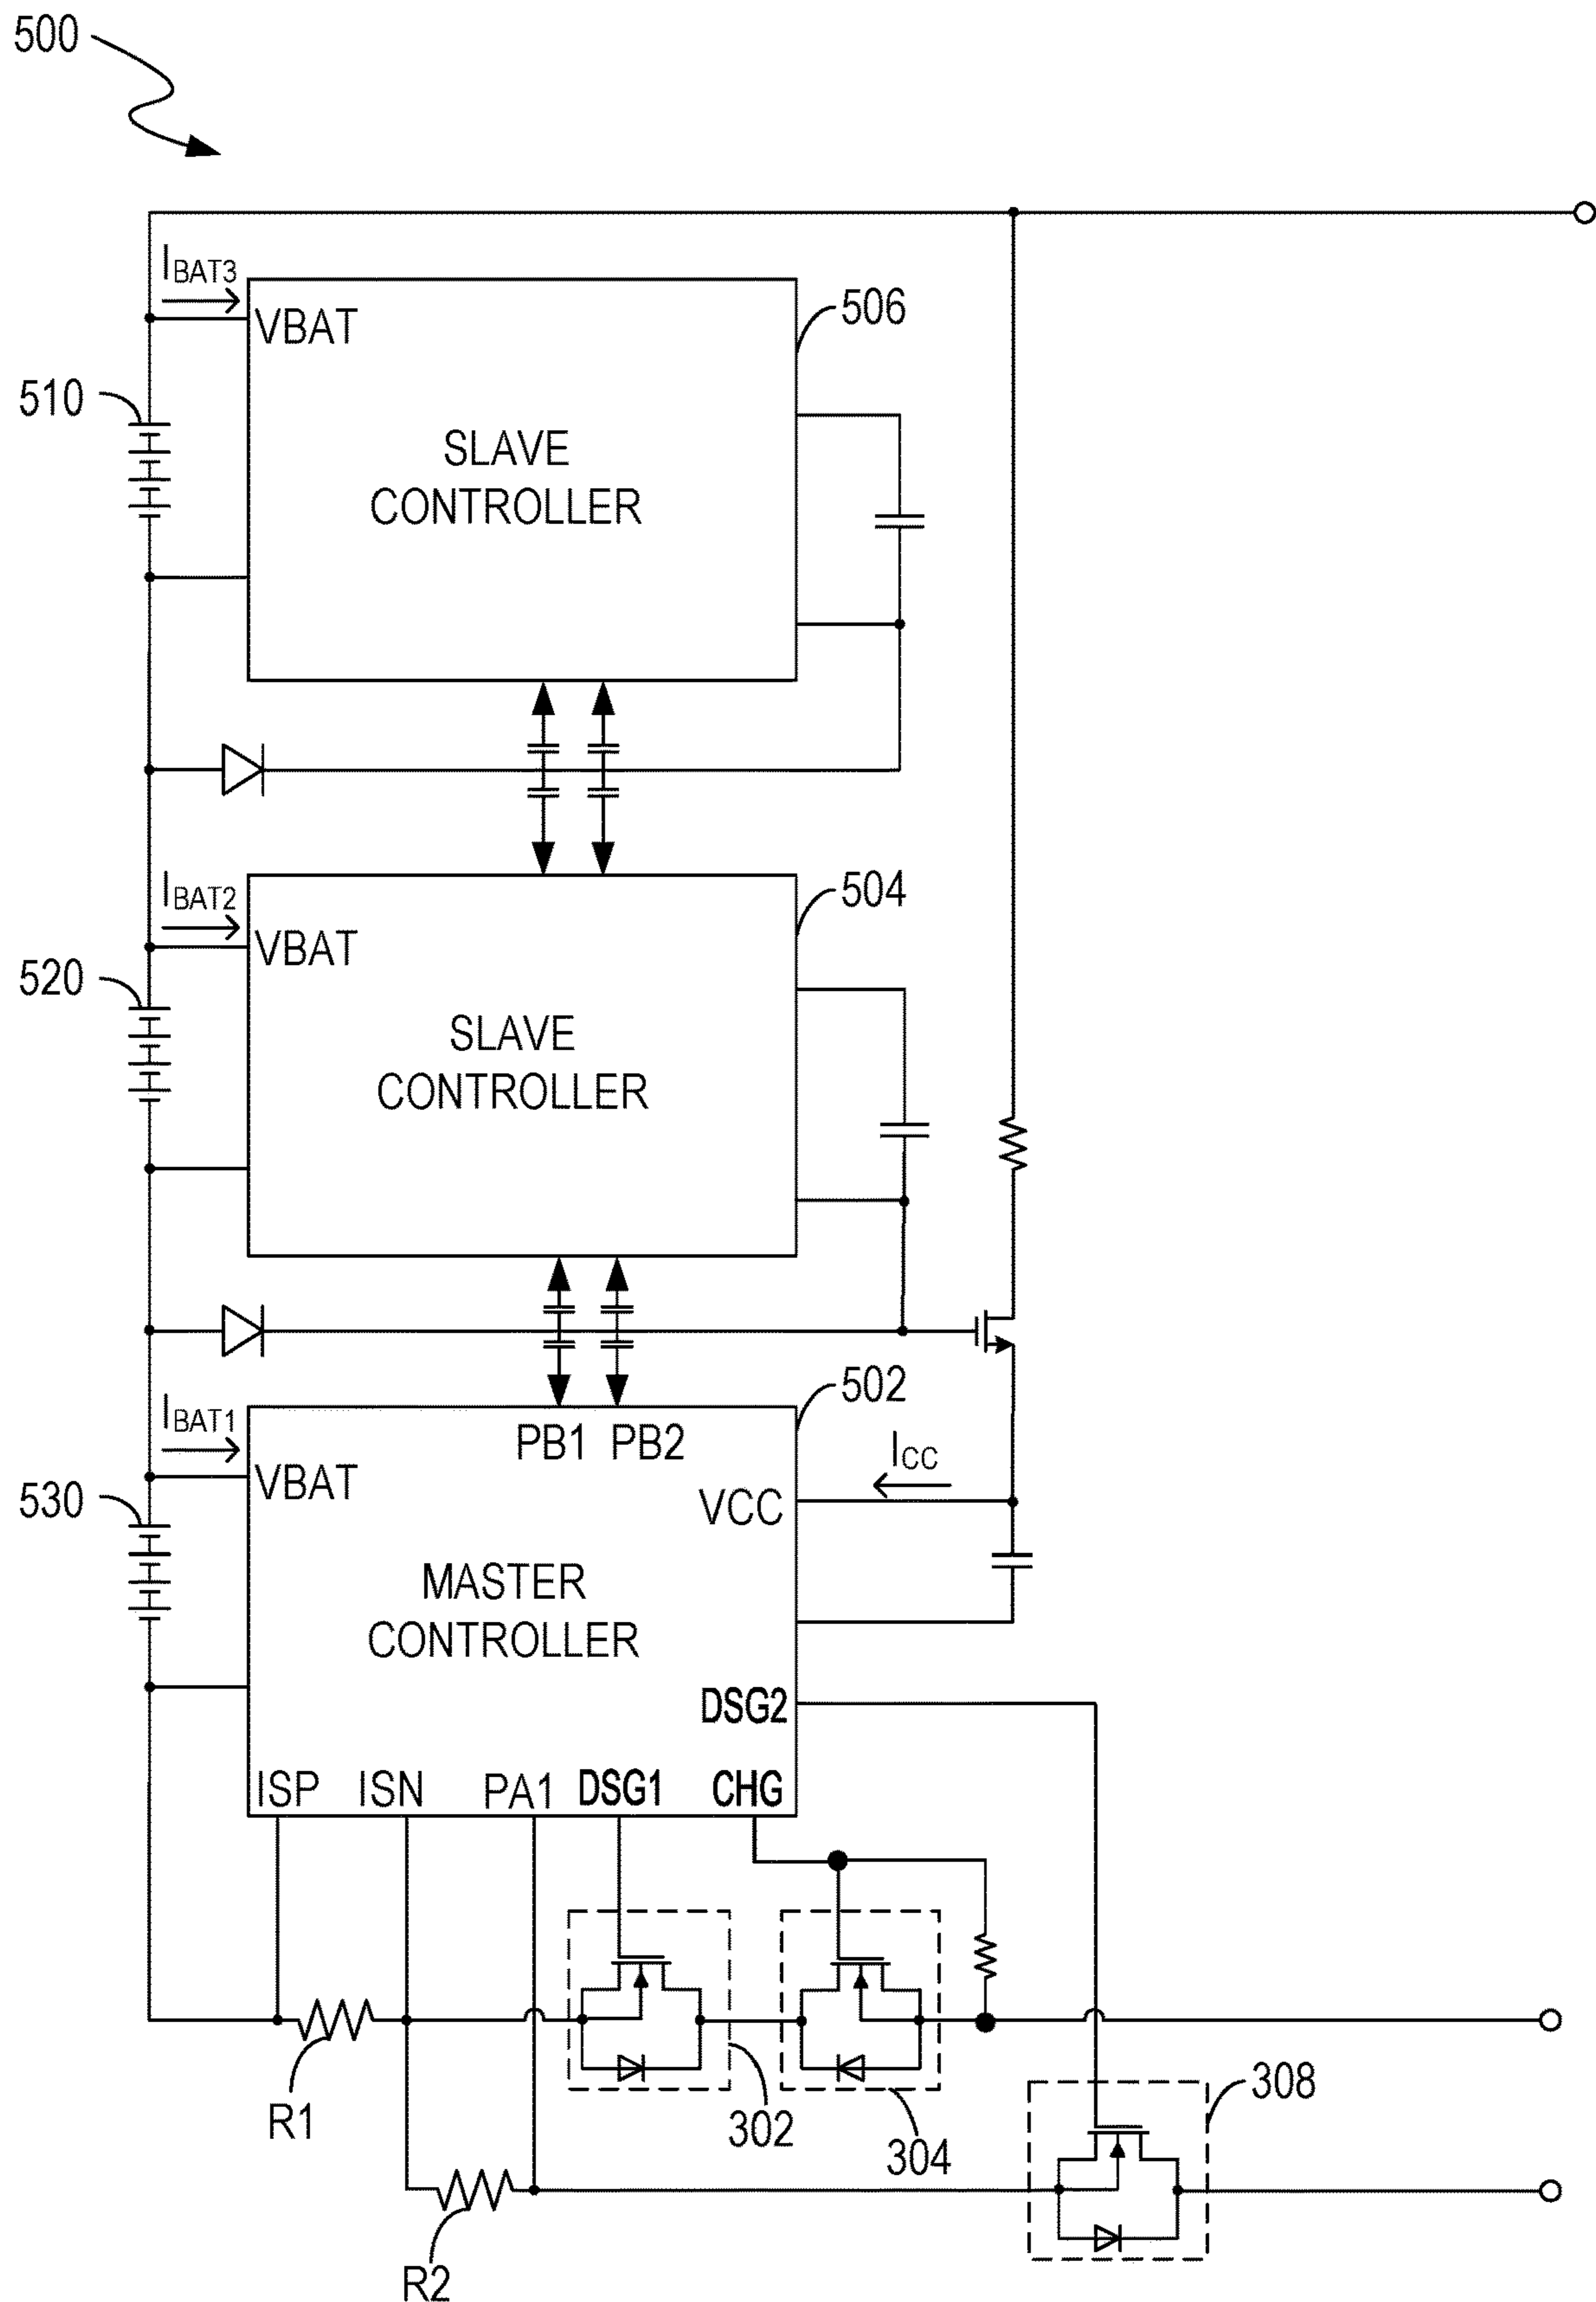 500
IBAT3
VBAT
506
510
SLAVE
CONTROLLER
IBAT2
VBAT
504
520
SLAVE
CONTROLLER
IBAT1
VBAT
PB1 PB2
502
ICC
530
VCC
MASTER
CONTROLLER
DSG2
ISP ISN PA1 DSG1 CHG
R1
302
304
308
R2